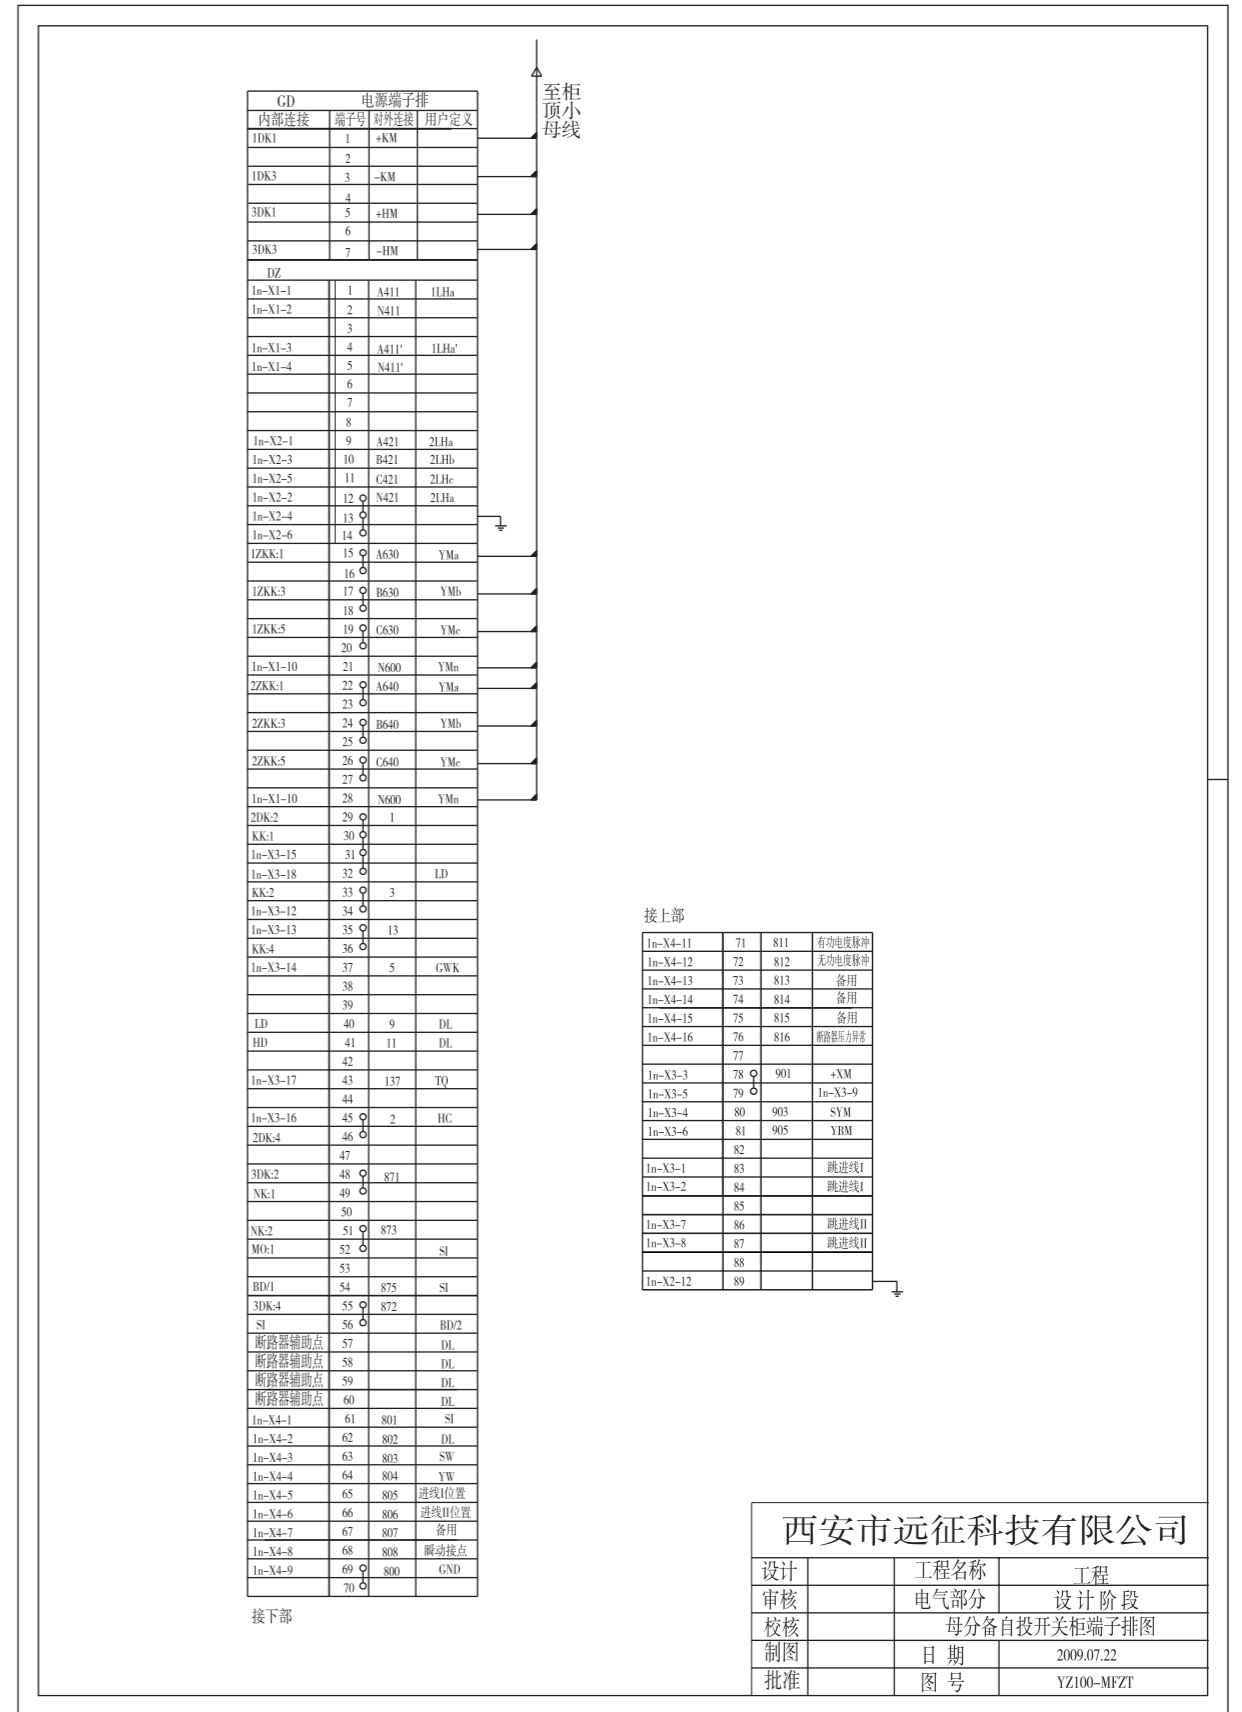 至柜
顶小
母线
GD 电源端子排
内部连接 端子号 对外连接 用户定义
1DK1 1 +KM
2
1DK3 3 -KM
4
3DK1 5 +HM
6
3DK3 7 -HM
DZ
1n-X1-1 1 A411 1LHa
1n-X1-2 2 N411
3
1n-X1-3 4 A411' 1LHa'
1n-X1-4 5 N411'
6
7
8
1n-X2-1 9 A421 2LHa
1n-X2-3 10 B421 2LHb
1n-X2-5 11 C421 2LHc
1n-X2-2 12 N421 2LHa
1n-X2-4 13
1n-X2-6 14
1ZKK:1 15 A630 YMa
16
1ZKK:3 17 B630 YMb
18
1ZKK:5 19 C630 YMc
20
1n-X1-10 21 N600 YMn
2ZKK:1 22 A640 YMa
23
2ZKK:3 24 B640 YMb
25
2ZKK:5 26 C640 YMc
27
1n-X1-10 28 N600 YMn
2DK:2 29 1
KK:1 30
1n-X3-15 31
1n-X3-18 32 LD
KK:2 33 3
1n-X3-12 34
1n-X3-13 35 13
KK:4 36
1n-X3-14 37 5 GWK
38
39
LD 40 9 DL
HD 41 11 DL
42
1n-X3-17 43 137 TQ
44
1n-X3-16 45 2 HC
2DK:4 46
47
3DK:2 48 871
NK:1 49
50
NK:2 51 873
MO:1 52 SI
53
BD/1 54 875 SI
3DK:4 55 872
SI 56 BD/2
断路器辅助点 57 DL
断路器辅助点 58 DL
断路器辅助点 59 DL
断路器辅助点 60 DL
1n-X4-1 61 801 SI
1n-X4-2 62 802 DL
1n-X4-3 63 803 SW
1n-X4-4 64 804 YW
1n-X4-5 65 805 进线I位置
1n-X4-6 66 806 进线II位置
1n-X4-7 67 807 备用
1n-X4-8 68 808 瞬动接点
1n-X4-9 69 800 GND
70
接下部
接上部
1n-X4-11 71 811 有功电度脉冲
1n-X4-12 72 812 无功电度脉冲
1n-X4-13 73 813 备用
1n-X4-14 74 814 备用
1n-X4-15 75 815 备用
1n-X4-16 76 816 断路器压力异常
77
1n-X3-3 78 901 +XM
1n-X3-5 79 1n-X3-9
1n-X3-4 80 903 SYM
1n-X3-6 81 905 YBM
82
1n-X3-1 83 跳进线I
1n-X3-2 84 跳进线I
85
1n-X3-7 86 跳进线II
1n-X3-8 87 跳进线II
88
1n-X2-12 89
西安市远征科技有限公司
设计 工程名称 工程
审核 电气部分 设计阶段
校核 母分备自投开关柜端子排图
制图 日期 2009.07.22
批准 图号 YZ100-MFZT